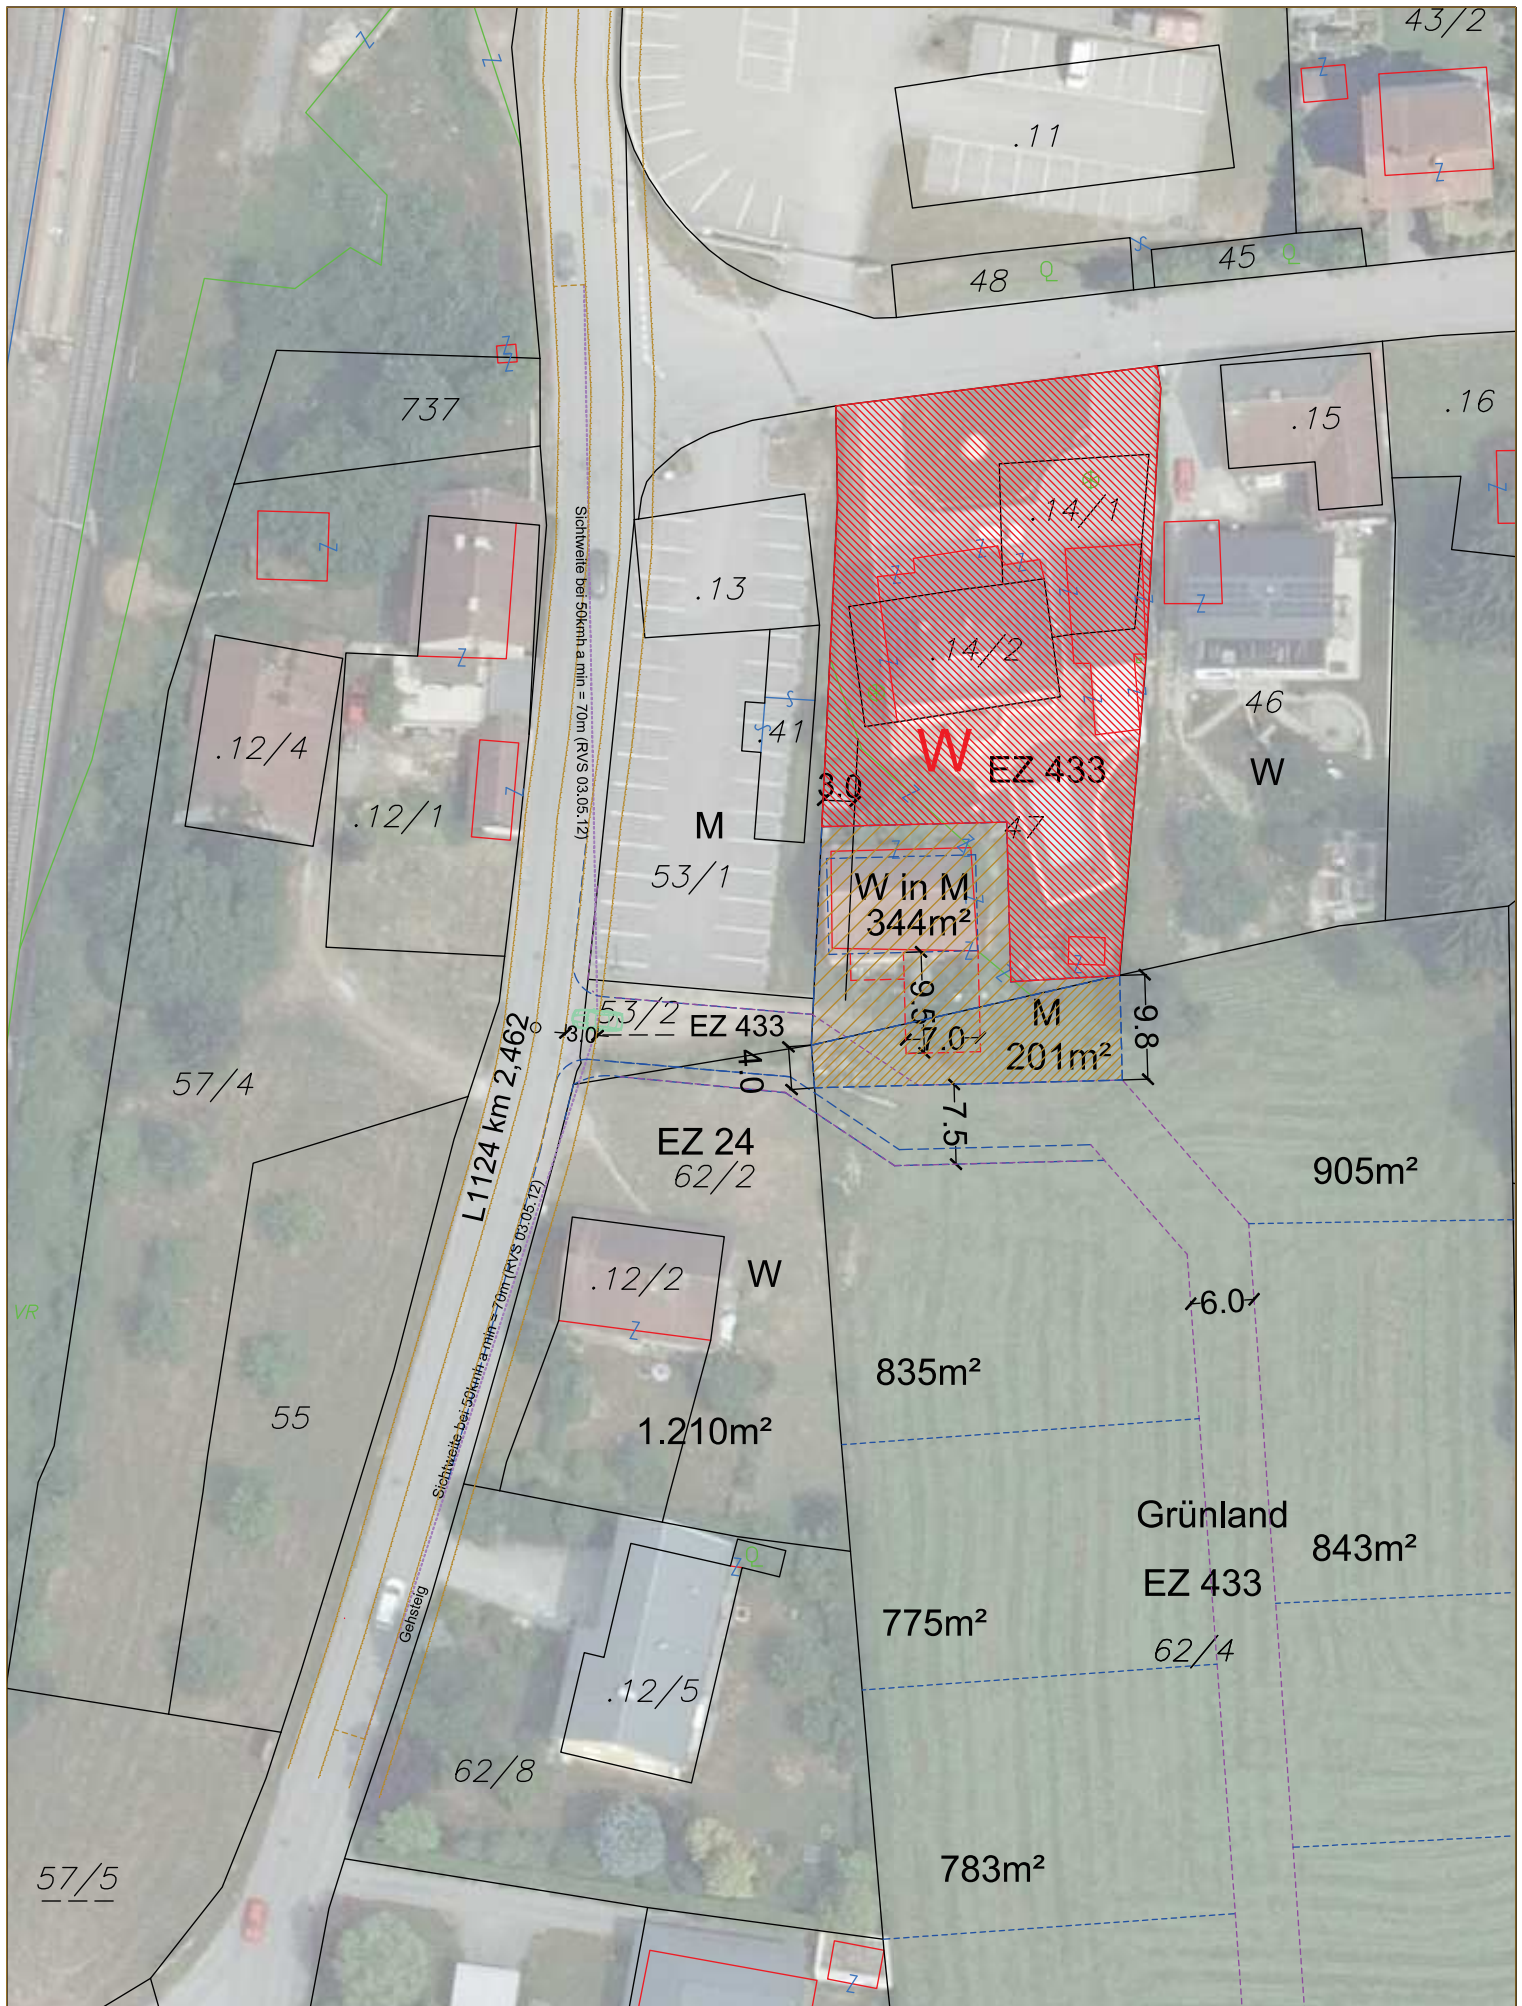 43/2
.11
48
Q
45
Q
737
.15
.16
.14/1
.13
.14/2
.41
46
W
W
EZ 433
3.0
47
.12/4
.12/1
M
53/1
W in M
344m²
Sichtweite bei 50kmh a min = 70m (RVS 03.05.12)
9.5
7.0
M
201m²
9.8
53/2
EZ 433
3.0
4.0
7.5
L1124 km 2,462
57/4
EZ 24
62/2
905m²
.12/2
W
6.0
VR
835m²
55
1.210m²
Sichtweite bei 50kmh a min = 70m (RVS 03.05.12)
Gehsteig
Grünland
EZ 433
62/4
843m²
775m²
Q
.12/5
62/8
783m²
57/5